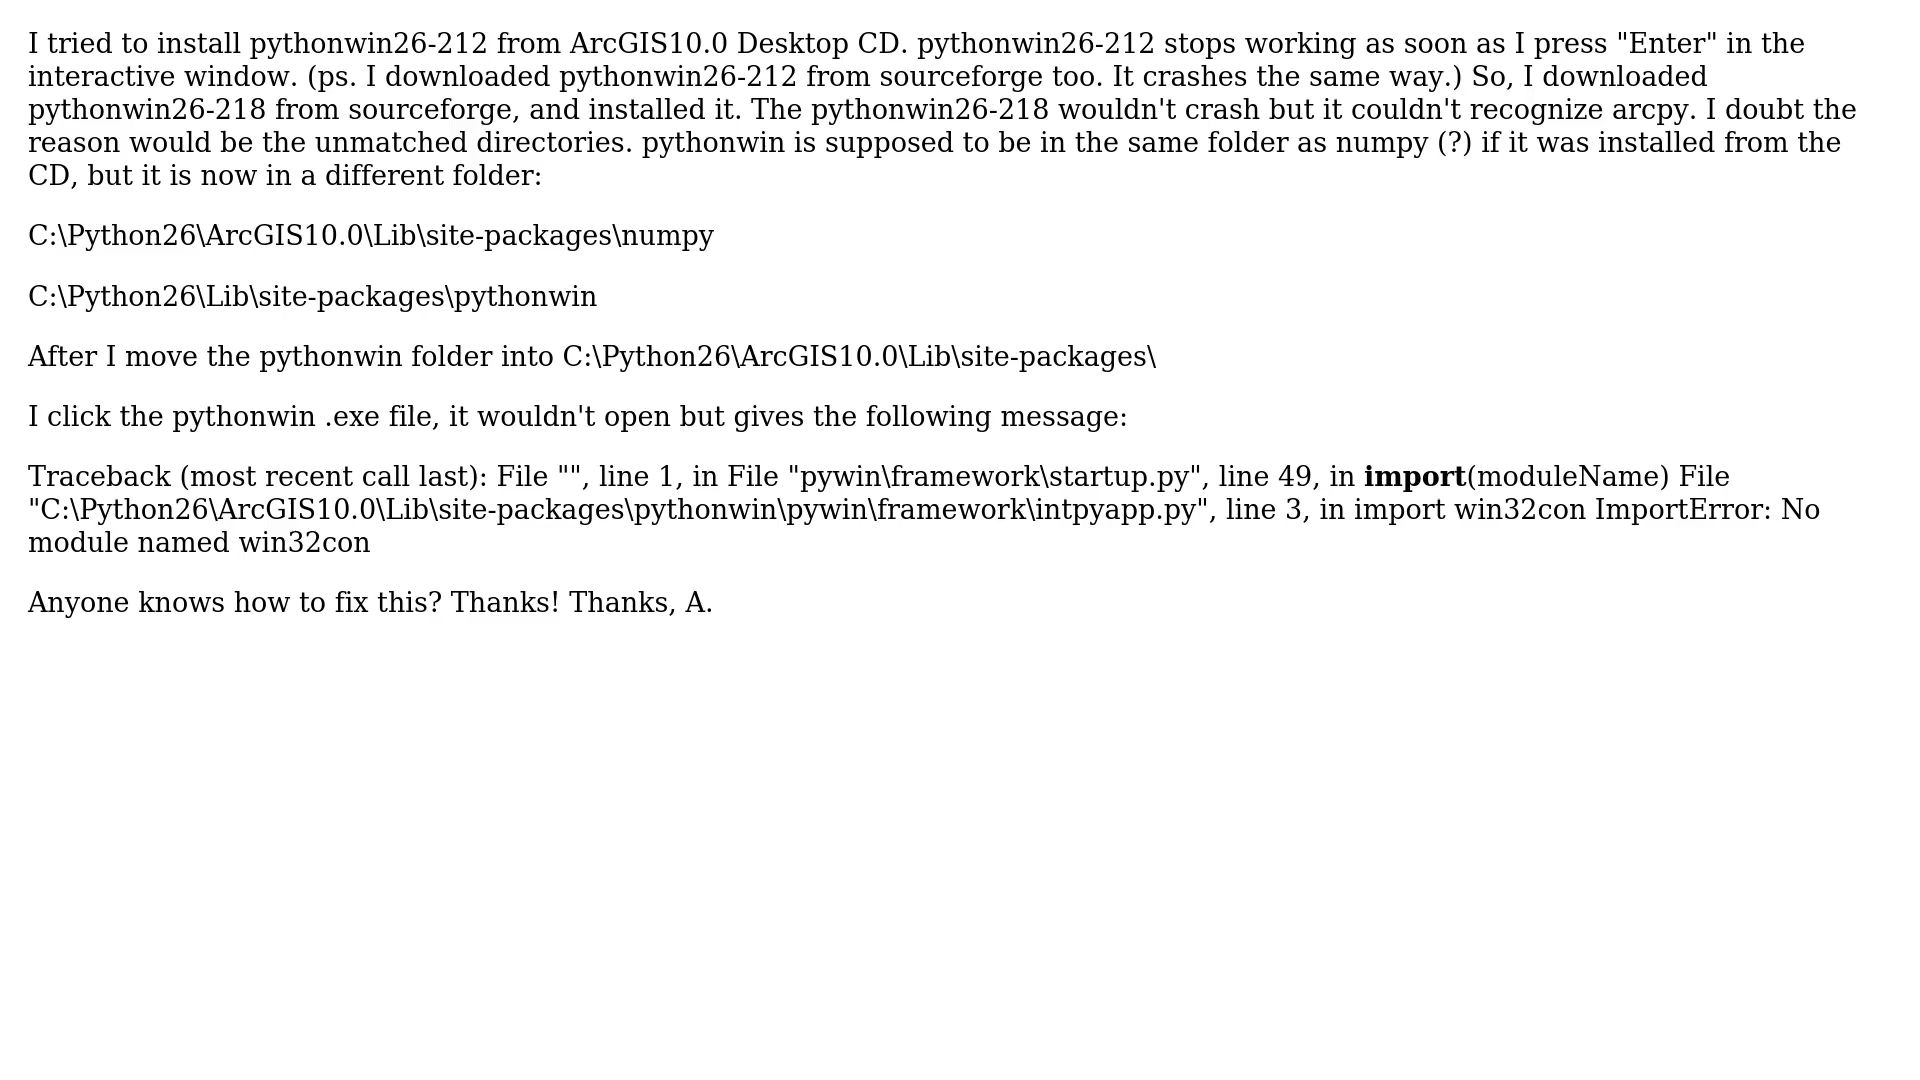 I tried to install pythonwin26-212 from ArcGIS10.0 Desktop CD. pythonwin26-212 stops working as soon as I press "Enter" in the
interactive window. (ps. I downloaded pythonwin26-212 from sourceforge too. It crashes the same way.) So, I downloaded
pythonwin26-218 from sourceforge, and installed it. The pythonwin26-218 wouldn't crash but it couldn't recognize arcpy. I doubt the
reason would be the unmatched directories. pythonwin is supposed to be in the same folder as numpy (?) if it was installed from the
CD, but it is now in a different folder:
C:\Python26\ArcGIS10.0\Lib\site-packages\numpy
C:\Python26\Lib\site-packages\pythonwin
After I move the pythonwin folder into C:\Python26\ArcGIS10.0\Lib\site-packages\
I click the pythonwin .exe file, it wouldn't open but gives the following message:
Traceback (most recent call last): File "", line 1, in File "pywin\framework\startup.py", line 49, in import(moduleName) File
"C:\Python26\ArcGIS10.0\Lib\site-packages\pythonwin\pywin\framework\intpyapp.py", line 3, in import win32con ImportError: No
module named win32con
Anyone knows how to fix this? Thanks! Thanks, A.